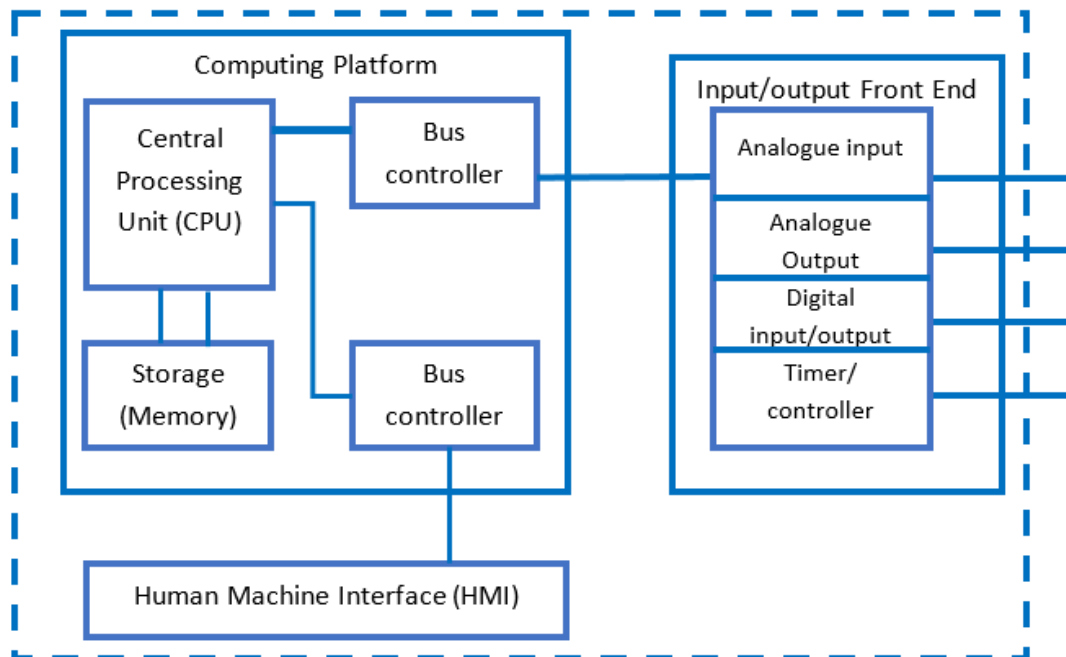 Computing Platform
Central
Processing
Unit (CPU)
Bus
controller
Storage
(Memory)
Bus
controller
Human Machine Interface (HMI)
Input/output Front End
Analogue input
Analogue
Output
Digital
input/output
Timer/
controller